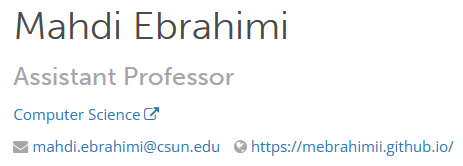 Mahdi Ebrahimi
Assistant Professor
Computer Science
mahdi.ebrahimi@csun.edu https://mebrahimii.github.io/